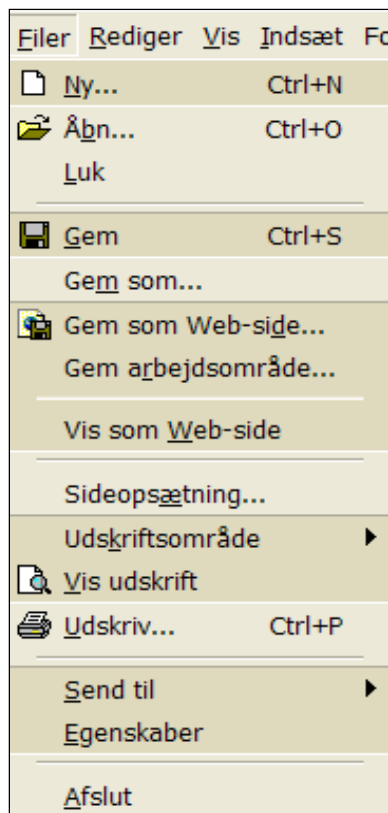 Filer Rediger Vis Indsæt Fo
Ny... Ctrl+N
Åbn... Ctrl+O
Luk
Gem Ctrl+S
Gem som...
Gem som Web-side...
Gem arbejdsområde...
Vis som Web-side
Sideopsætning...
Udskriftsområde
Vis udskrift
Udskriv... Ctrl+P
Send til
Egenskaber
Afslut